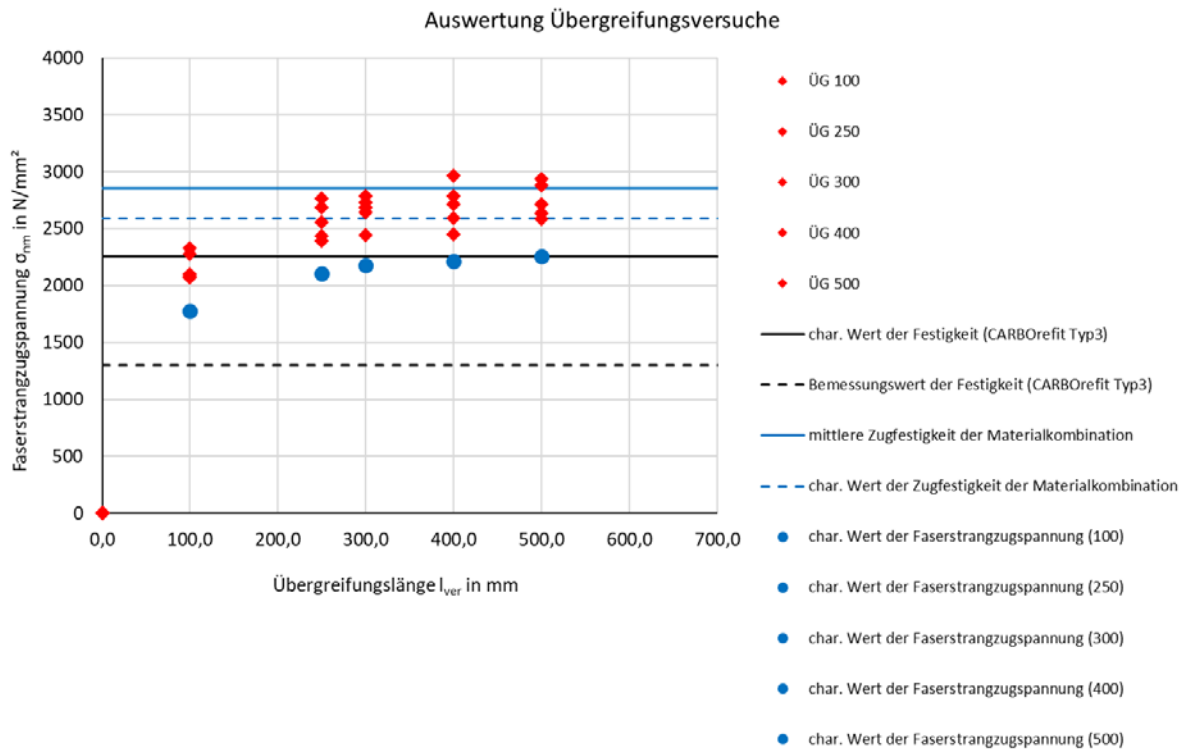 Auswertung Übergreifungsversuche
4000
3500
3000
2500
2000
1500
1000
500
0
0,0
100,0
200,0
300,0
400,0
500,0
600,0
700,0
Faserstrangzugspannung σnm in N/mm²
Übergreifungslänge lver in mm
ÜG 100
ÜG 250
ÜG 300
ÜG 400
ÜG 500
char. Wert der Festigkeit (CARBOrefit Typ3)
Bemessungswert der Festigkeit (CARBOrefit Typ3)
mittlere Zugfestigkeit der Materialkombination
char. Wert der Zugfestigkeit der Materialkombination
char. Wert der Faserstrangzugspannung (100)
char. Wert der Faserstrangzugspannung (250)
char. Wert der Faserstrangzugspannung (300)
char. Wert der Faserstrangzugspannung (400)
char. Wert der Faserstrangzugspannung (500)